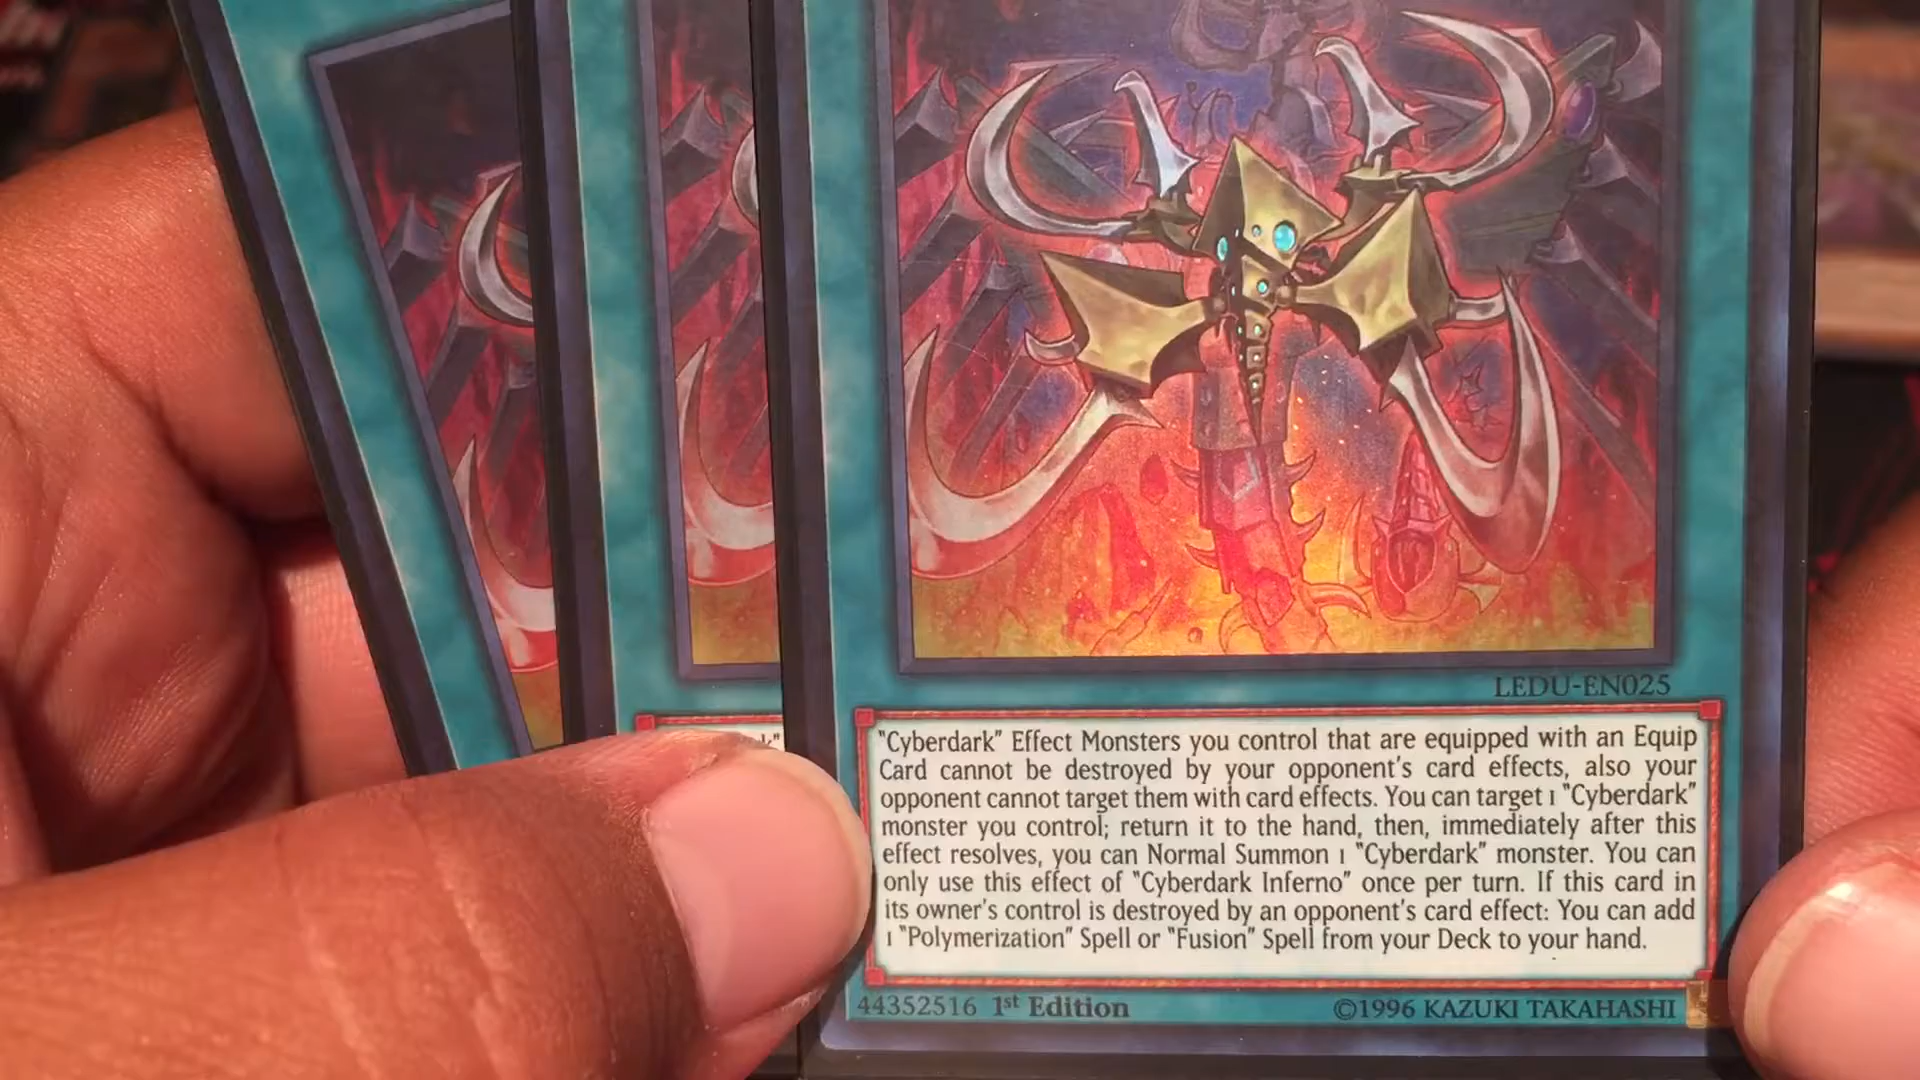 LEDU-EN025
"Cyberdark" Effect Monsters you control that are equipped with an Equip
Card cannot be destroyed by your opponent's card effects, also your
opponent cannot target them with card effects. You can target 1 "Cyberdark"
monster you control; return it to the hand, then, immediately after this
effect resolves, you can Normal Summon 1 "Cyberdark" monster. You can
only use this effect of "Cyberdark Inferno" once per turn. If this card in
its owner's control is destroyed by an opponent's card effect: You can add
1 "Polymerization" Spell or "Fusion" Spell from your Deck to your hand.
44352516 1st Edition
©1996 KAZUKI TAKAHASHI